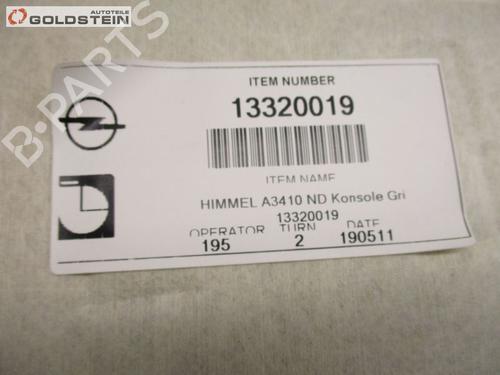 AUTOTEILE
GOLDSTEIN
B-PARTS
ITEM NUMBER
13320019
ITEM NAME
HIMMEL A3410 ND Konsole Gri
13320019
OPERATOR TURN DATE
195 2 190511